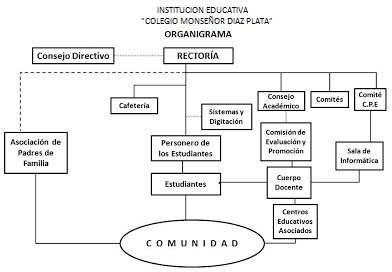 INSTITUCION EDUCATIVA
"COLEGIO MONSEÑOR DIAZ PLATA"
ORGANIGRAMA
Consejo Directivo
RECTORÍA
Cafetería
Sistemas y
Digitación
Consejo
Académico
Comités
Comité
C.P.E
Asociación de
Padres de
Familia
Personero de
los Estudiantes
Comisión de
Evaluación y
Promoción
Sala de
Informática
Estudiantes
Cuerpo
Docente
Centros
Educativos
Asociados
COMUNIDAD